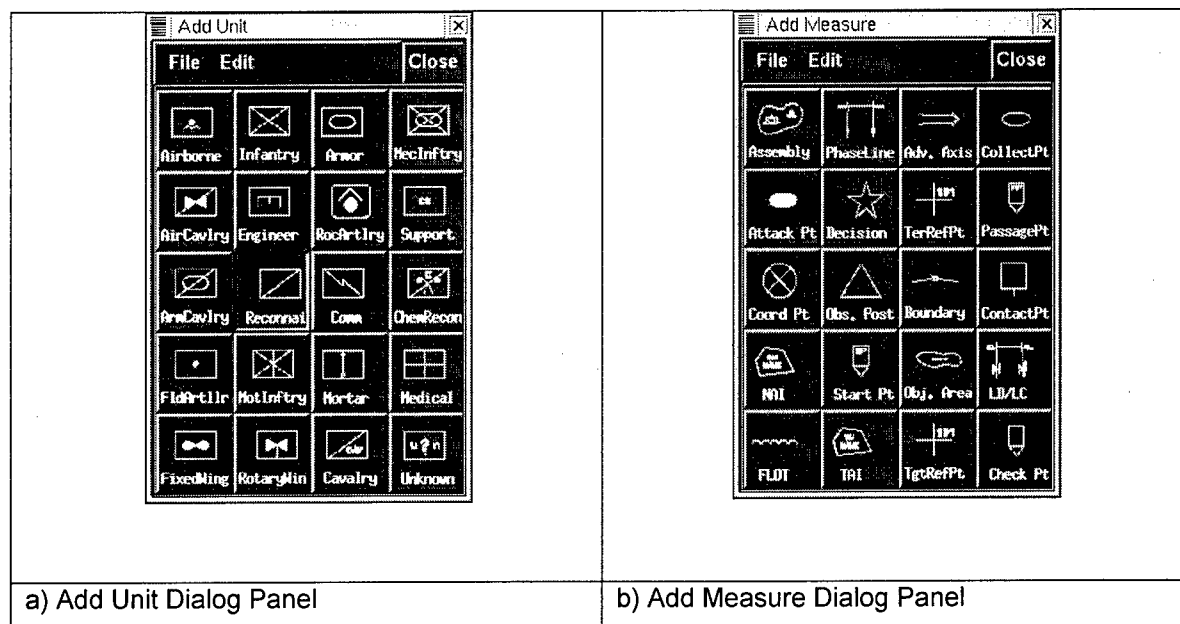 Add Unit
File Edit Close
Airborne Infantry Armor MecInftry
AirCavlry Engineer RocArtlry Support
ArmCavlry Reconnai Comm ChemRecon
FldArtllr MotInftry Mortar Medical
u?n
FixedWing RotaryWin Cavalry Unknown
a) Add Unit Dialog Panel
Add Measure
File Edit Close
Assembly PhaseLine Adv. Axis CollectPt
Attack Pt Decision TerRefPt PassagePt
Coord Pt Obs. Post Boundary ContactPt
NAI Start Pt Obj. Area LD/LC
FLOT TAI TgtRefPt Check Pt
b) Add Measure Dialog Panel